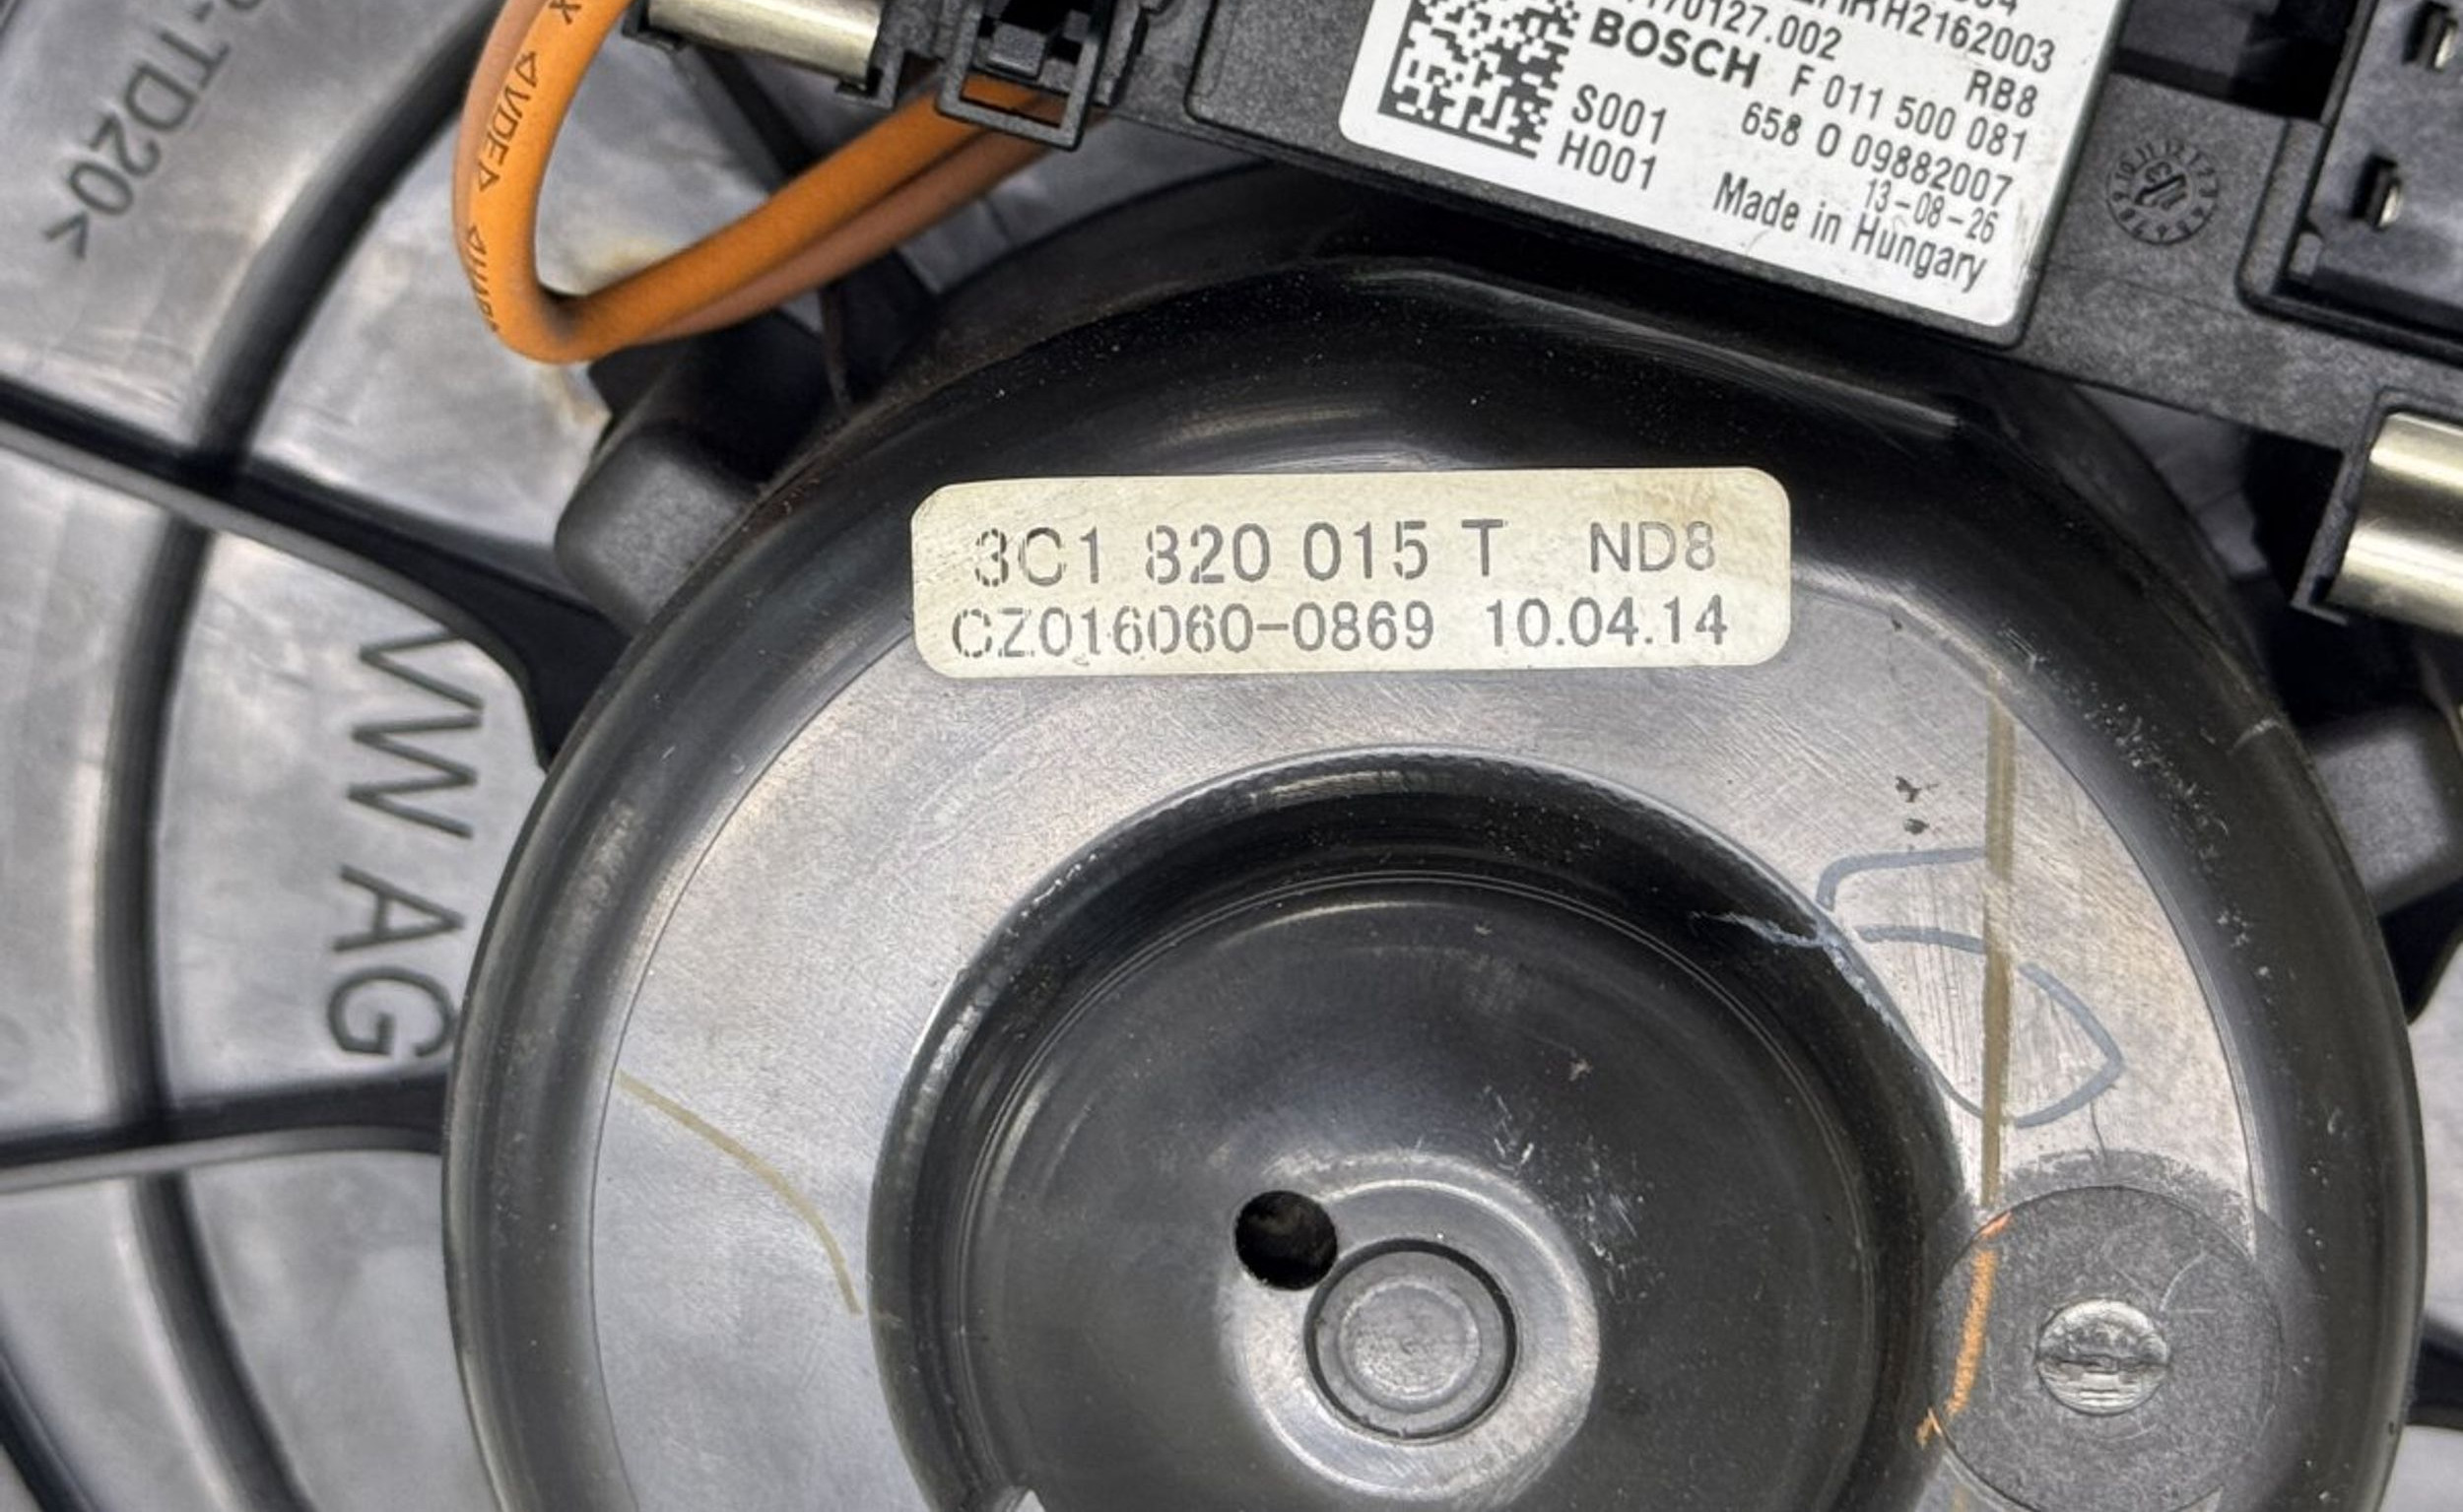 -TD20<
◁VDE▷
BOSCH
170127.002
H2162003
RB8
F 011 500 081
S001
658 0 09882007
H001
13-08-26
Made in Hungary
3C1 820 015 T ND8
CZ016060-0869 10.04.14
VW AG